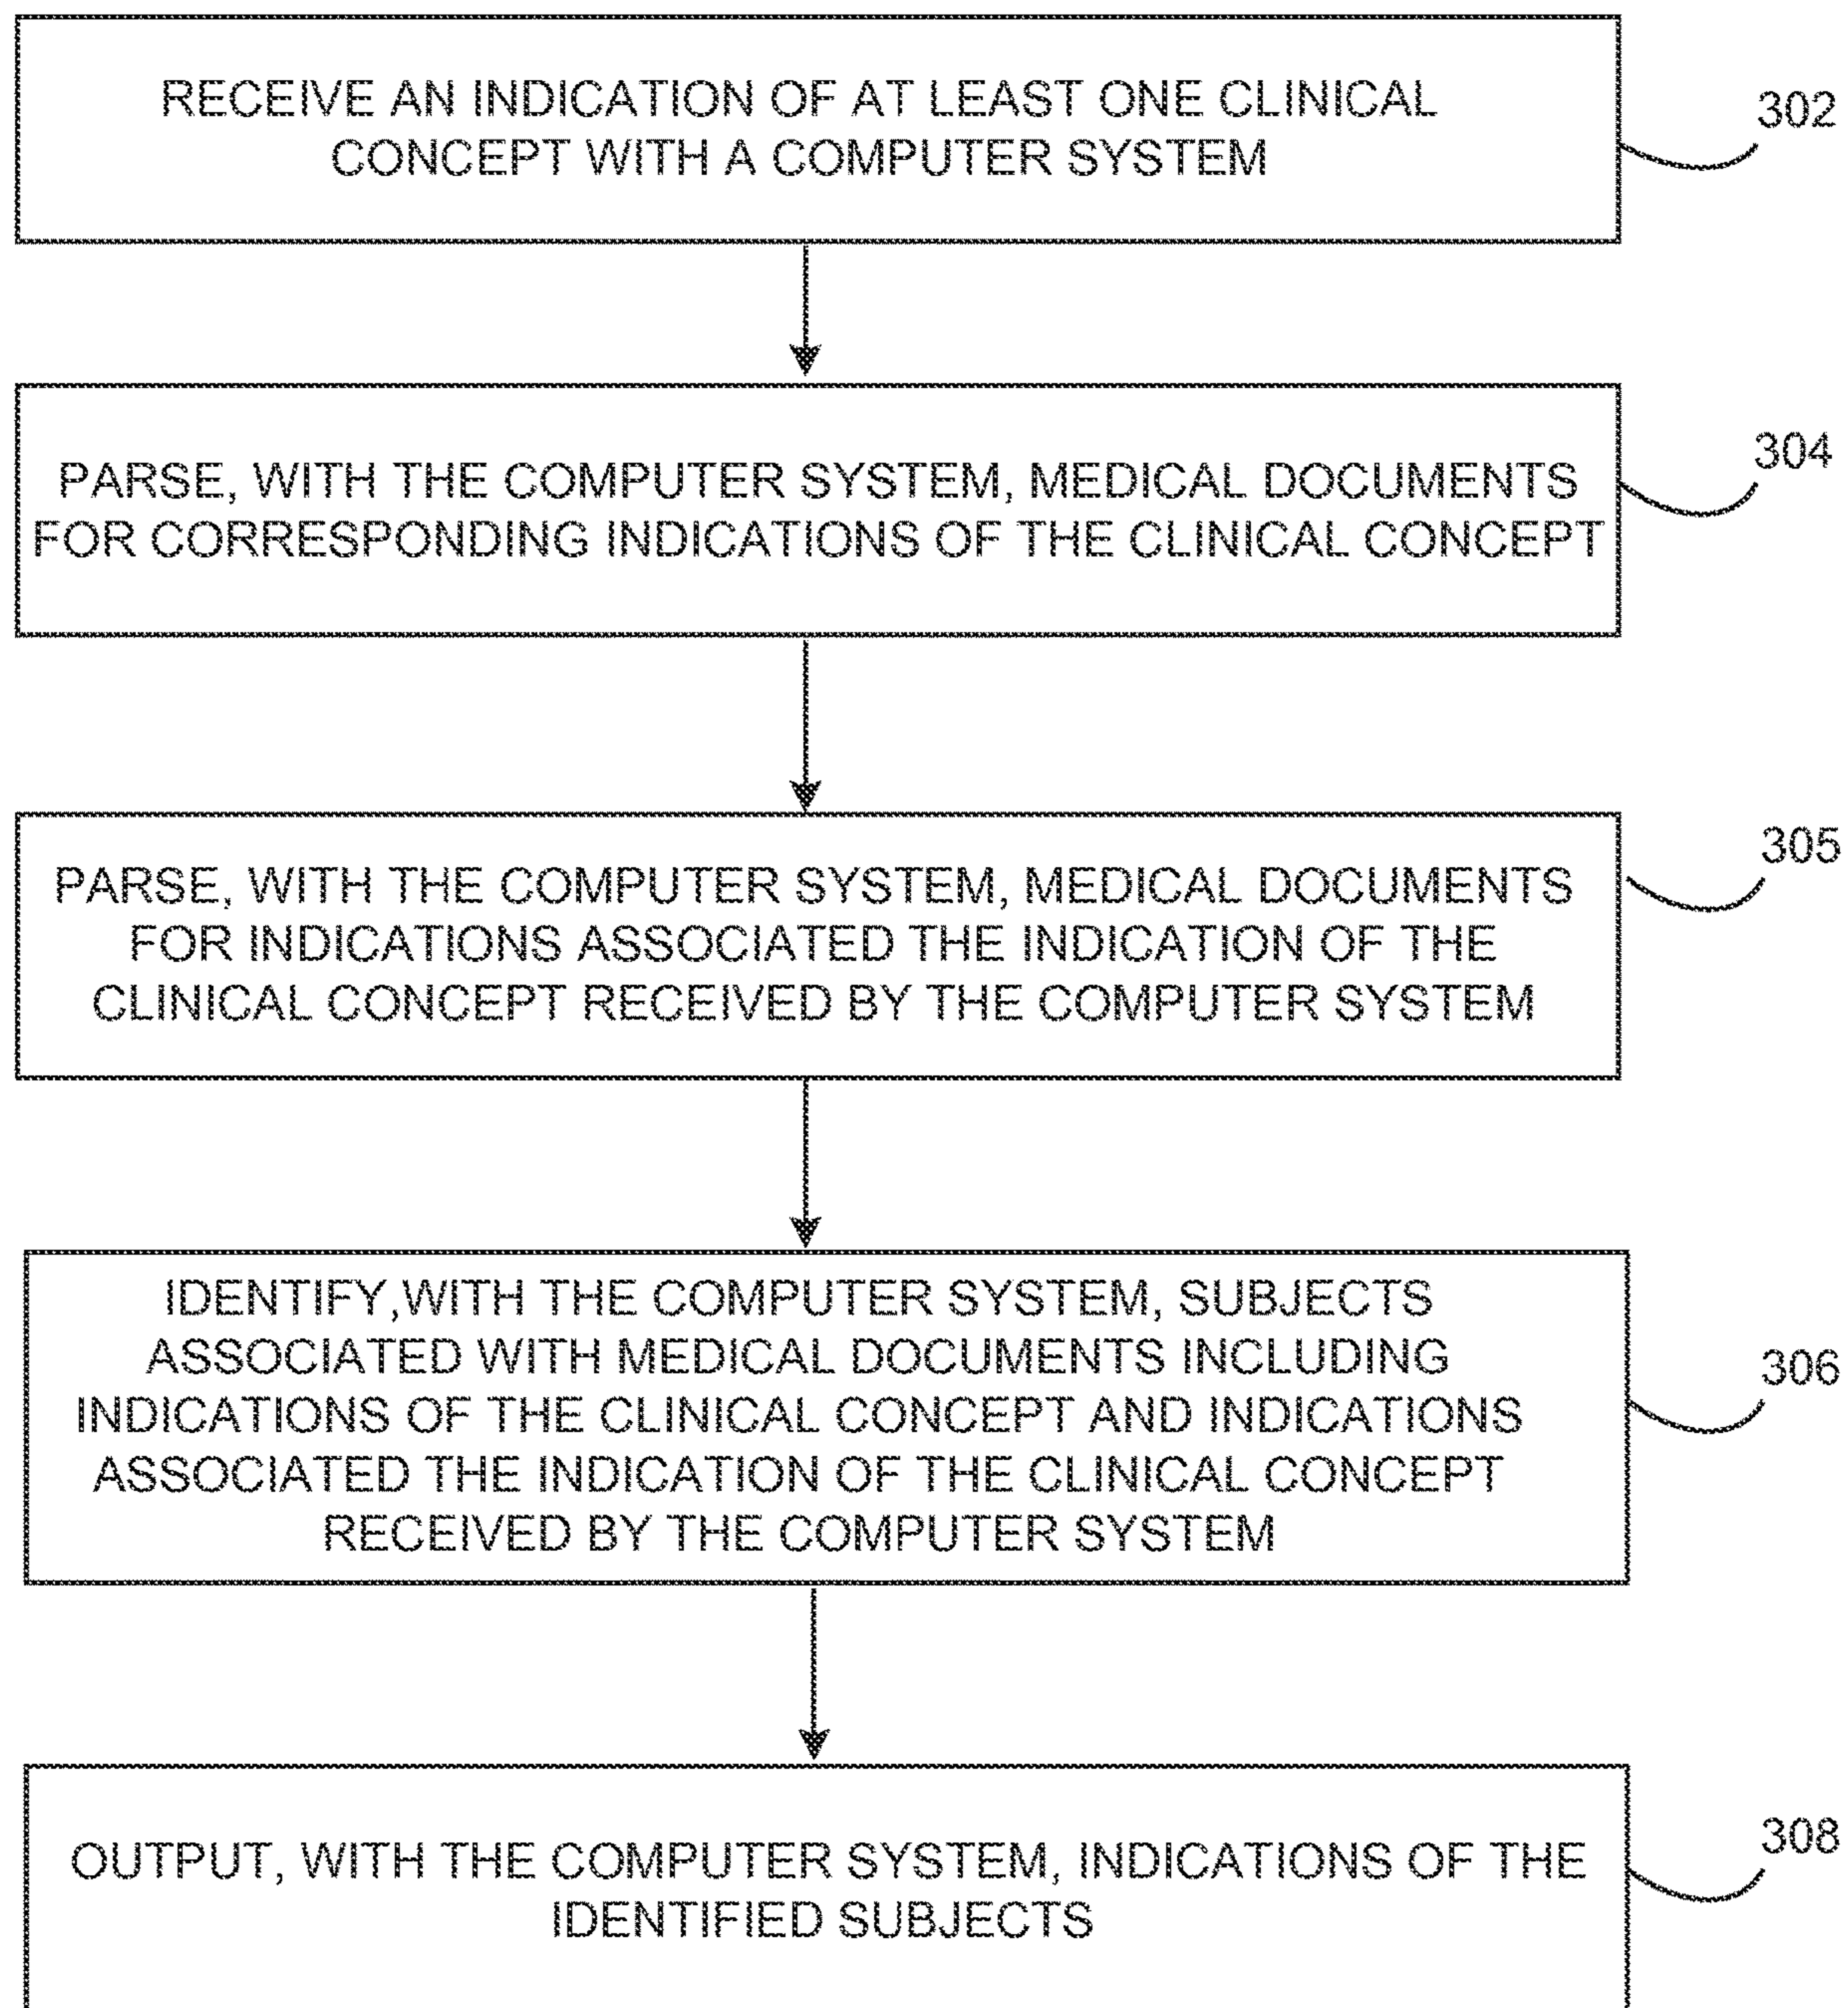 RECEIVE AN INDICATION OF AT LEAST ONE CLINICAL
CONCEPT WITH A COMPUTER SYSTEM
302
PARSE, WITH THE COMPUTER SYSTEM, MEDICAL DOCUMENTS
FOR CORRESPONDING INDICATIONS OF THE CLINICAL CONCEPT
304
PARSE, WITH THE COMPUTER SYSTEM, MEDICAL DOCUMENTS
FOR INDICATIONS ASSOCIATED THE INDICATION OF THE
CLINICAL CONCEPT RECEIVED BY THE COMPUTER SYSTEM
305
IDENTIFY,WITH THE COMPUTER SYSTEM, SUBJECTS
ASSOCIATED WITH MEDICAL DOCUMENTS INCLUDING
INDICATIONS OF THE CLINICAL CONCEPT AND INDICATIONS
ASSOCIATED THE INDICATION OF THE CLINICAL CONCEPT
RECEIVED BY THE COMPUTER SYSTEM
306
OUTPUT, WITH THE COMPUTER SYSTEM, INDICATIONS OF THE
IDENTIFIED SUBJECTS
308